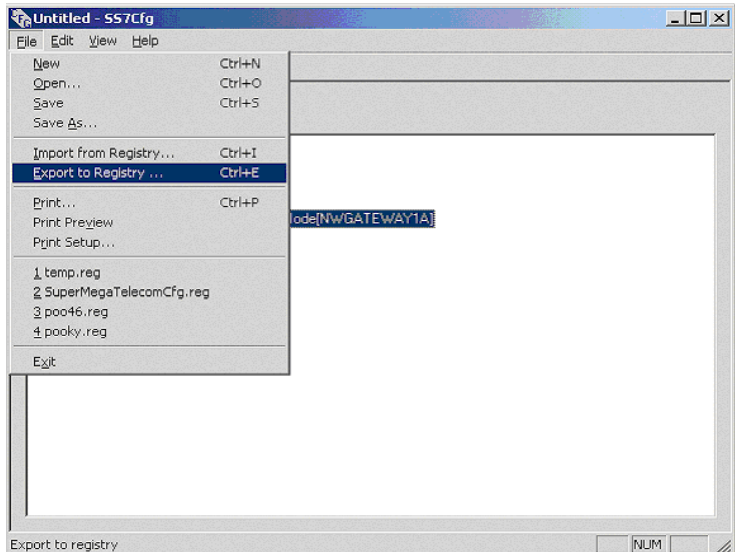 Untitled - SS7Cfg
File Edit View Help
New Ctrl+N
Open... Ctrl+O
Save Ctrl+S
Save As...
Import from Registry... Ctrl+I
Export to Registry ... Ctrl+E
Print... Ctrl+P
Print Preview
Print Setup...
lode[NWGATEWAY1A]
1 temp.reg
2 SuperMegaTelecomCfg.reg
3 poo46.reg
4 pooky.reg
Exit
Export to registry NUM